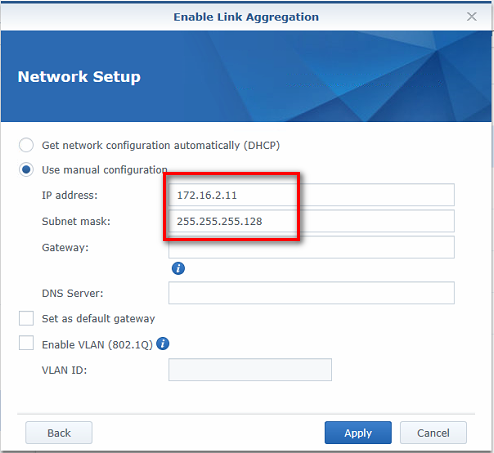 Enable Link Aggregation
Network Setup
Get network configuration automatically (DHCP)
Use manual configuration
IP address: 172.16.2.11
Subnet mask: 255.255.255.128
Gateway:
i
DNS Server:
Set as default gateway
Enable VLAN (802.1Q) i
VLAN ID:
Back Apply Cancel